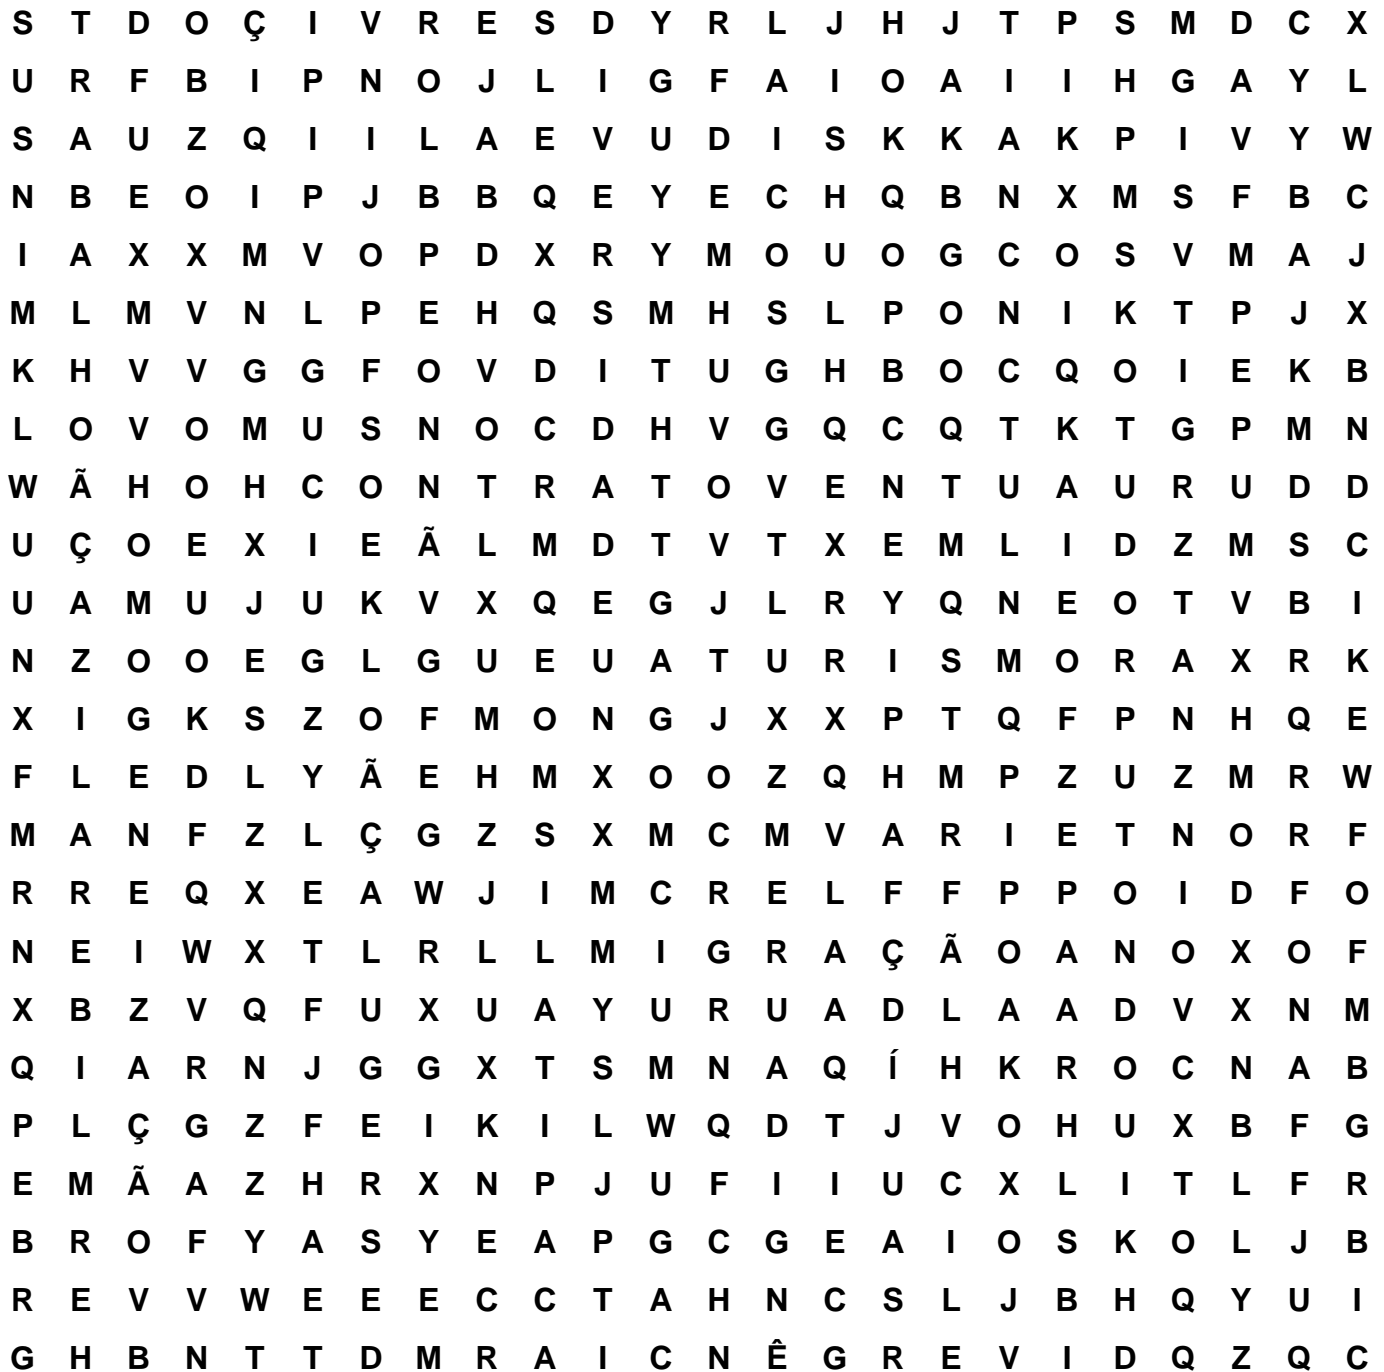 S T D O Ç I V R E S D Y R L J H J T P S M D C X
U R F B I P N O J L I G F A I O A I I H G A Y L
S A U Z Q I I L A E V U D I S K K A K P I V Y W
N B E O I P J B B Q E Y E C H Q B N X M S F B C
I A X X M V O P D X R Y M O U O G C O S V M A J
M L M V N L P E H Q S M H S L P O N I K T P J X
K H V V G G F O V D I T U G H B O C Q O I E K B
L O V O M U S N O C D H V G Q C Q T K T G P M N
W Ã H O H C O N T R A T O V E N T U A U R U D D
U Ç O E X I E Ã L M D T V T X E M L I D Z M S C
U A M U J U K V X Q E G J L R Y Q N E O T V B I
N Z O O E G L G U E U A T U R I S M O R A X R K
X I G K S Z O F M O N G J X X P T Q F P N H Q E
F L E D L Y Ã E H M X O O Z Q H M P Z U Z M R W
M A N F Z L Ç G Z S X M C M V A R I E T N O R F
R R E Q X E A W J I M C R E L F F P P O I D F O
N E I W X T L R L L M I G R A Ç Ã O A N O X O F
X B Z V Q F U X U A Y U R U A D L A A D V X N M
Q I A R N J G G X T S M N A Q Í H K R O C N A B
P L Ç G Z F E I K I L W Q D T J V O H U X B F G
E M Ã A Z H R X N P J U F I I U C X L I T L F R
B R O F Y A S Y E A P G C G E A I O S K O L J B
R E V V W E E E C C T A H N C S L J B H Q Y U I
G H B N T T D M R A I C N Ê G R E V I D Q Z Q C